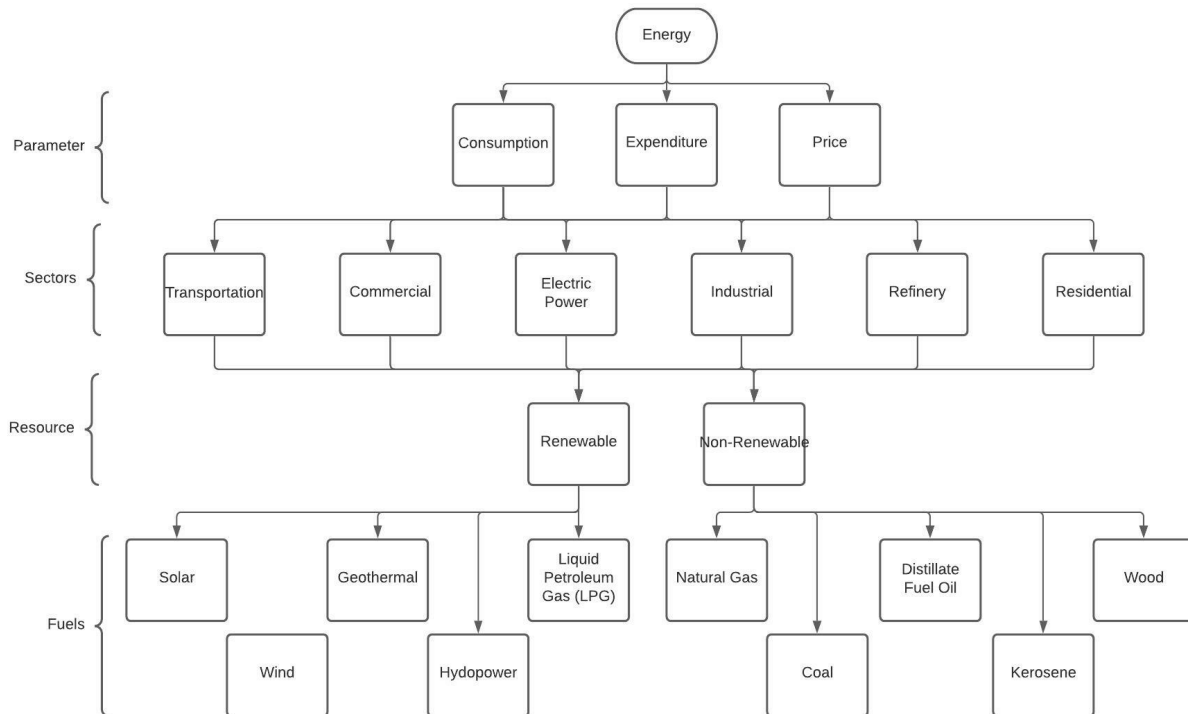 Energy
Parameter
Consumption
Expenditure
Price
Sectors
Transportation
Commercial
Electric
Power
Industrial
Refinery
Residential
Resource
Renewable
Non-Renewable
Fuels
Solar
Geothermal
Liquid
Petroleum
Gas (LPG)
Natural Gas
Distillate
Fuel Oil
Wood
Wind
Hydopower
Coal
Kerosene